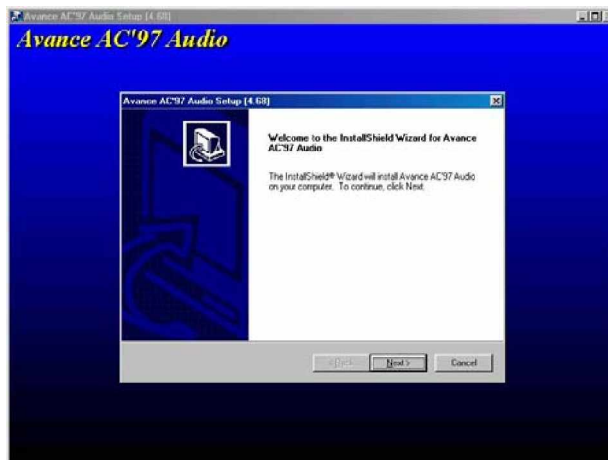 Avance AC'97 Audio Setup [4.68]
Avance AC'97 Audio
Avance AC'97 Audio Setup [4.68]
Welcome to the InstallShield Wizard for Avance
AC'97 Audio
The InstallShield® Wizard will install Avance AC'97 Audio
on your computer. To continue, click Next.
< Back Next > Cancel